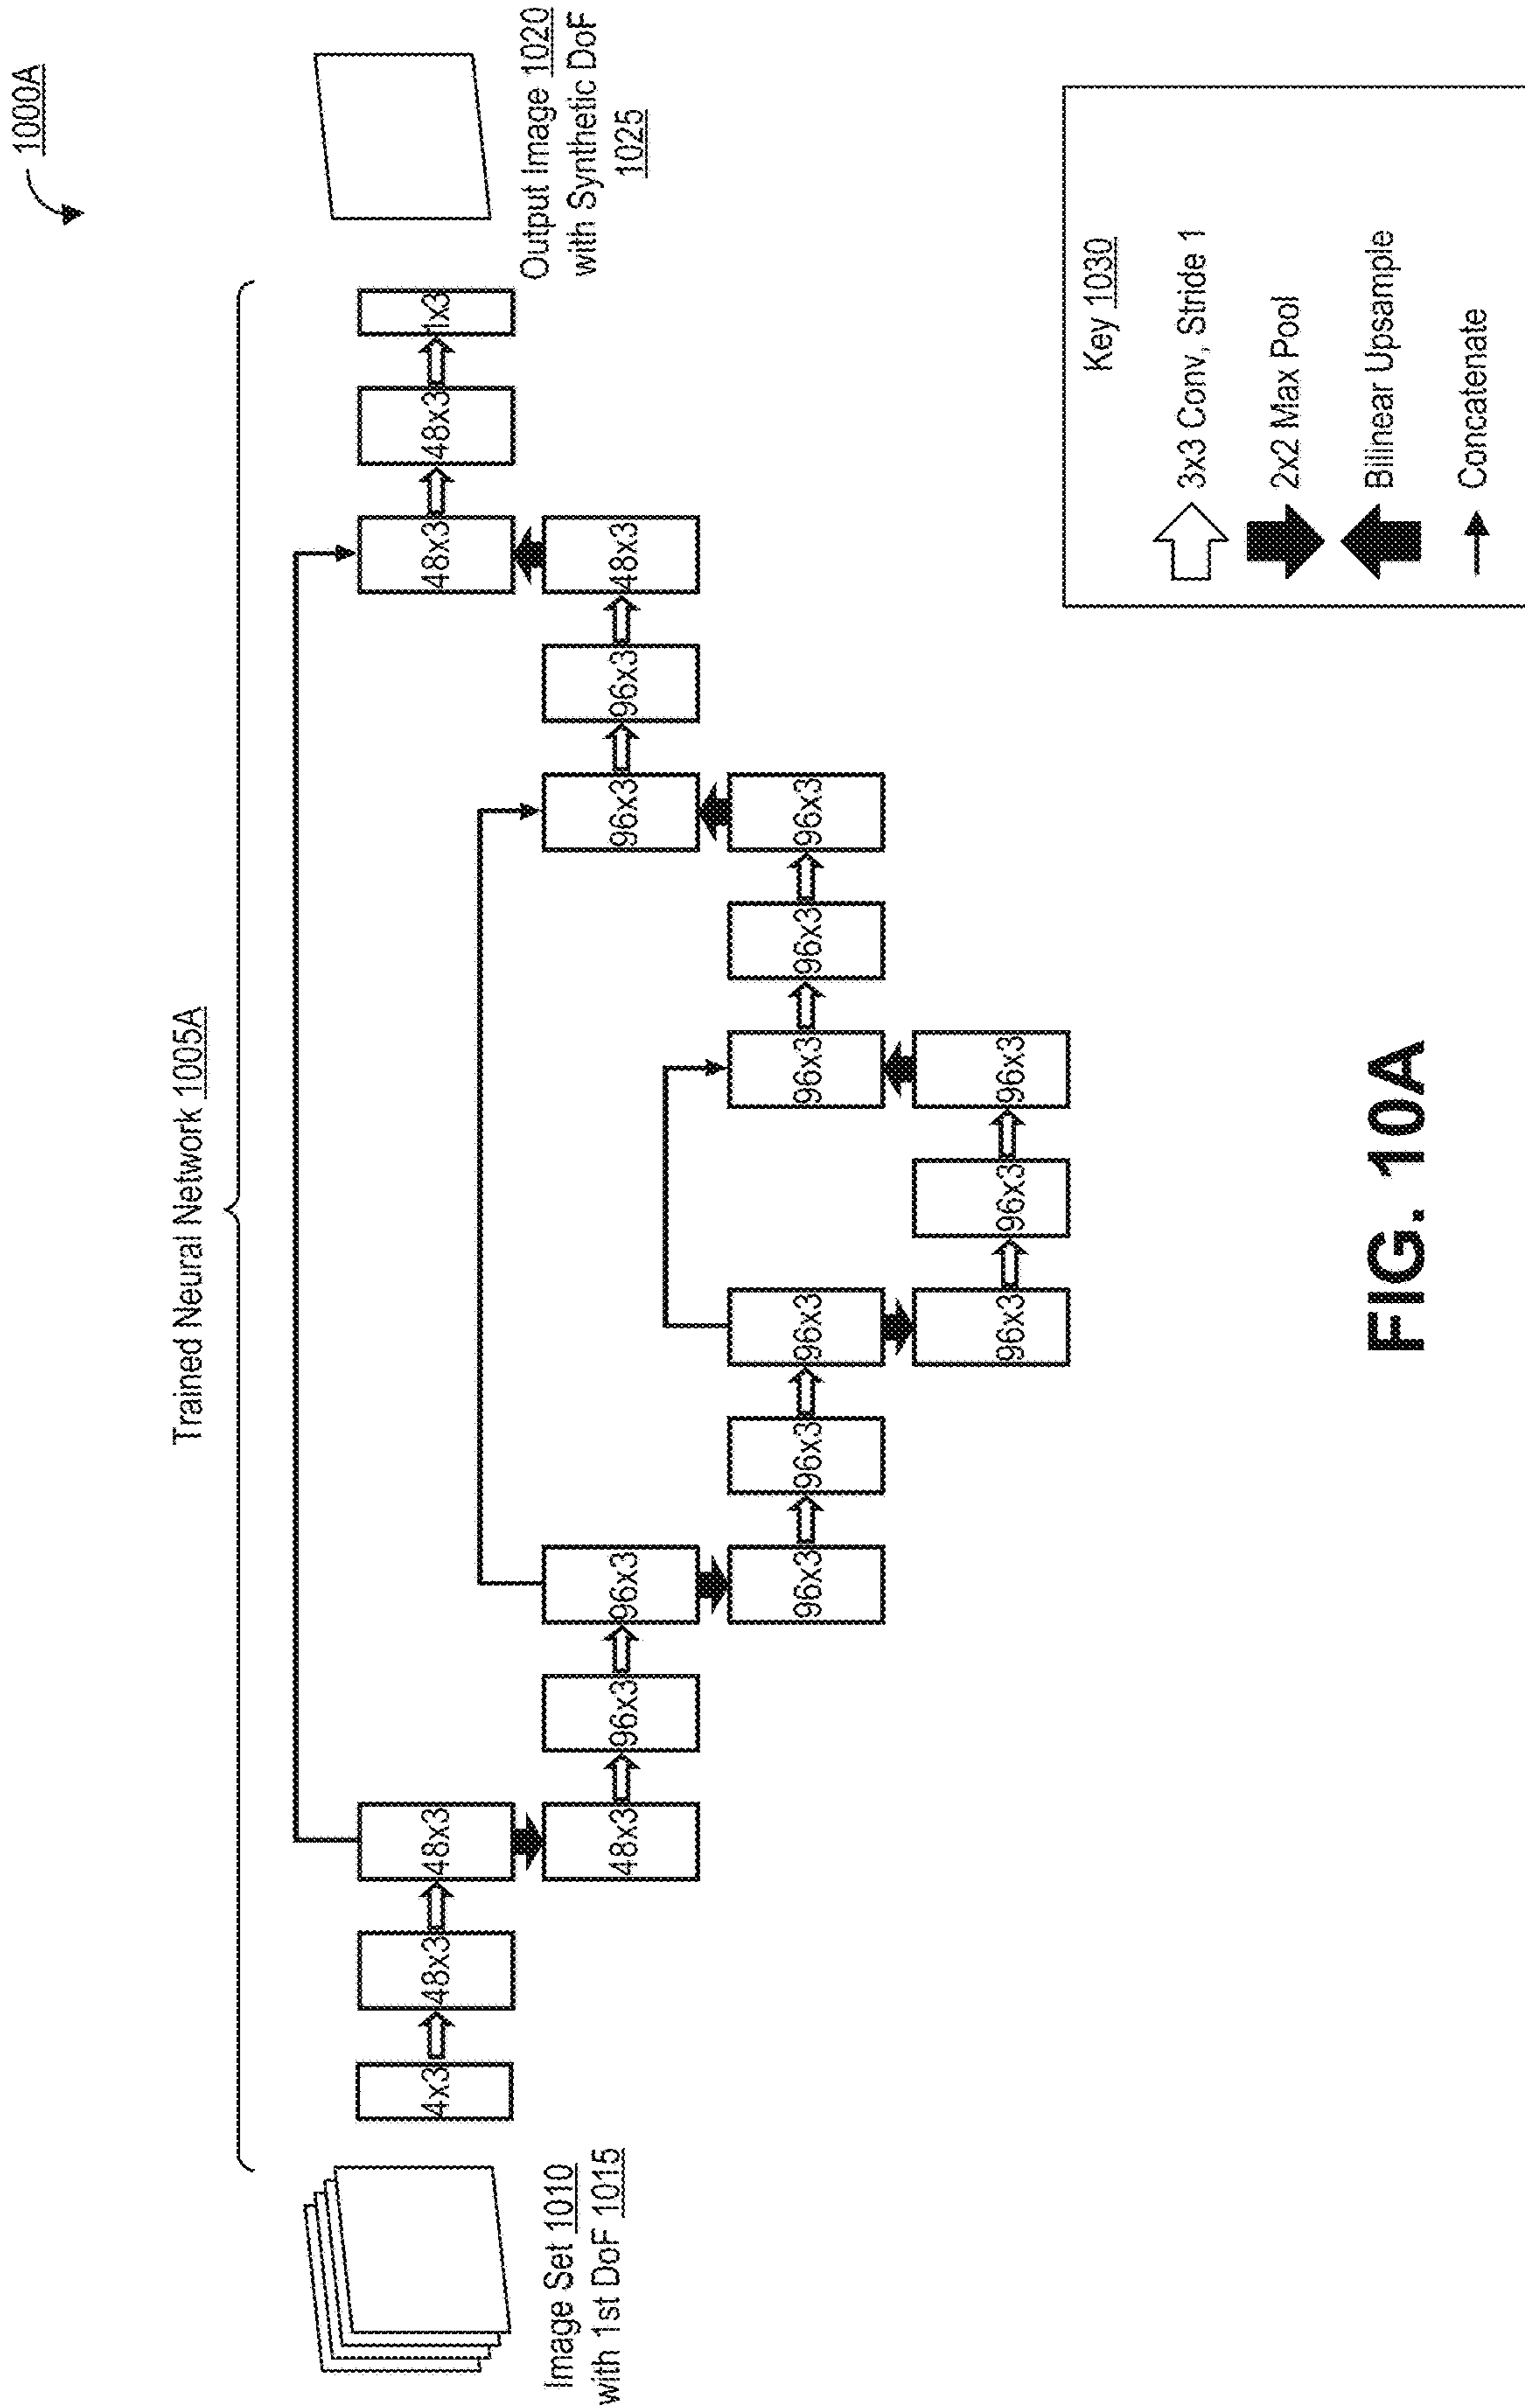 1000A
Trained Neural Network 1005A
4x3
48x3
48x3
48x3
48x3
1x3
48x3
96x3
96x3
96x3
96x3
48x3
96x3
96x3
96x3
96x3
96x3
96x3
96x3
96x3
96x3
Image Set 1010
with 1st DoF 1015
Output Image 1020
with Synthetic DoF
1025
Key 1030
3x3 Conv, Stride 1
2x2 Max Pool
Bilinear Upsample
Concatenate
FIG. 10A